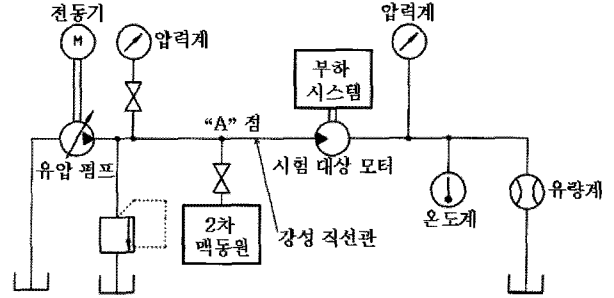 전동기
M
압력계
압력계
부하
시스템
"A" 점
유압 펌프
시험 대상 모터
2차
맥동원
강성 직선관
온도계
유량계